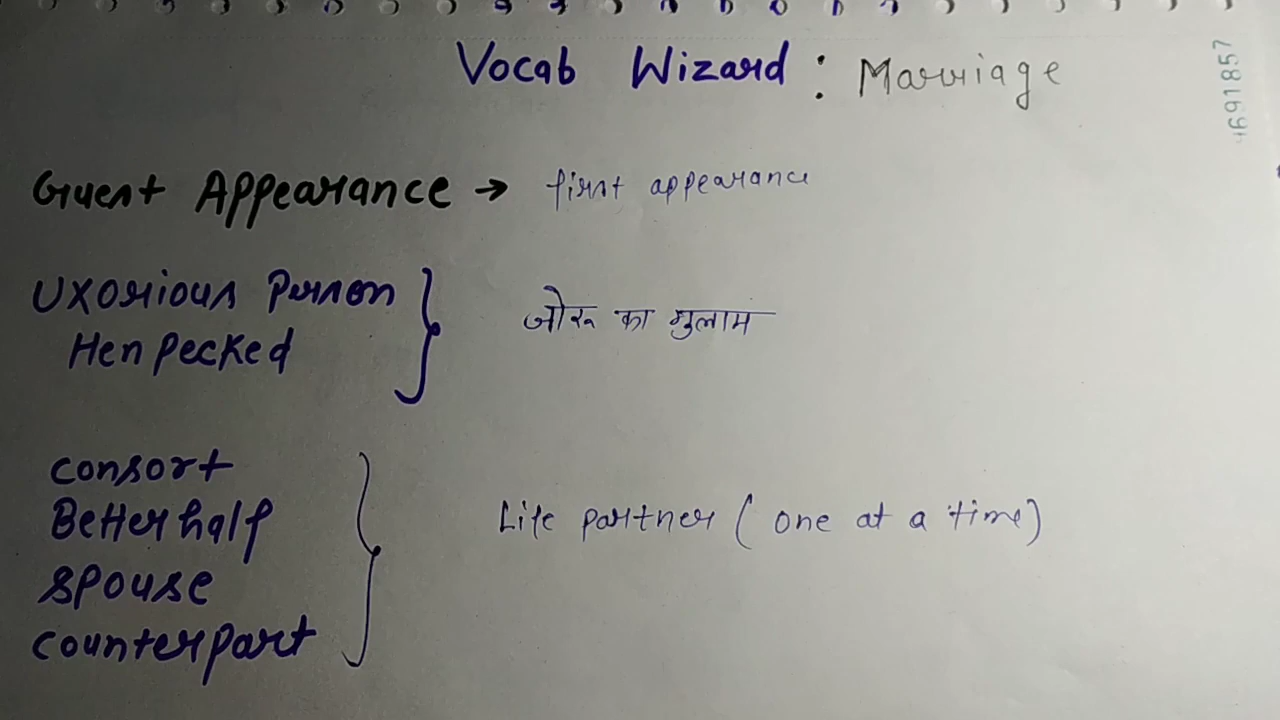 Vocab Wizard : Marriage
4691857
Guest Appearance → first appearance
Uxorious Person
Henpecked
जोरू का गुलाम
Consort
Better half
Spouse
Counterpart
Life partner ( one at a time)